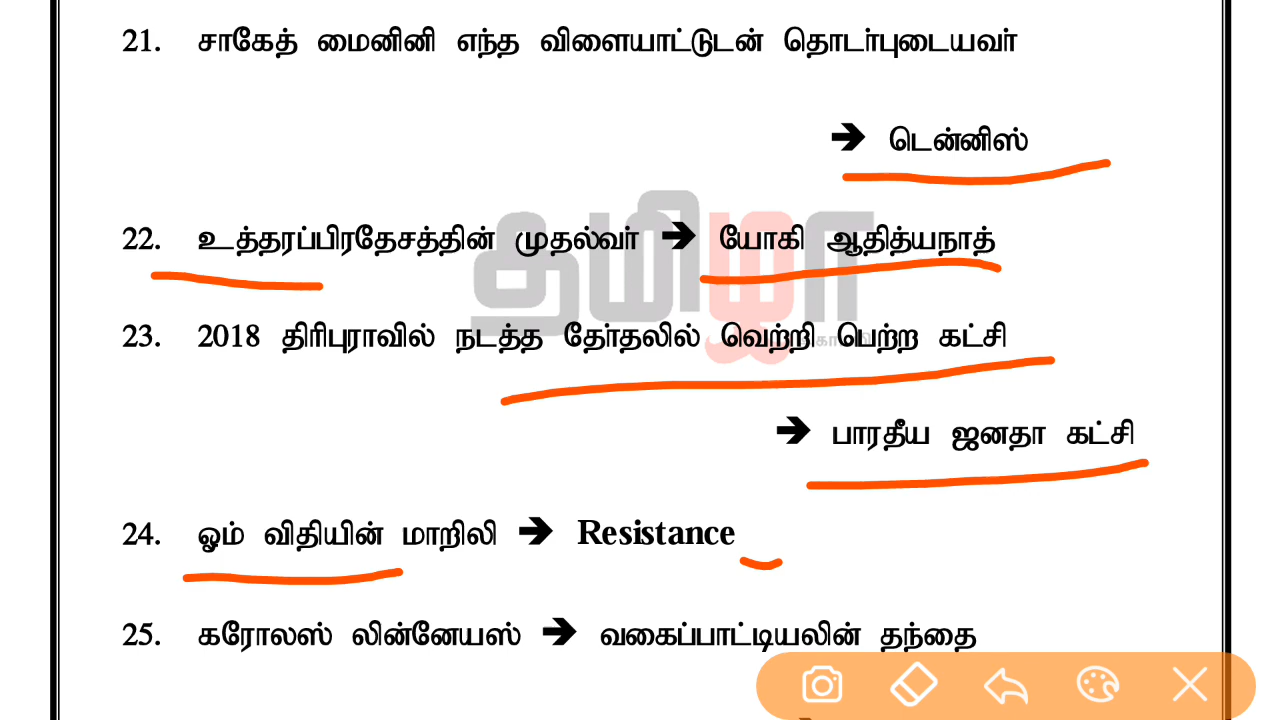 21. சாகேத் மைனினி எந்த விளையாட்டுடன் தொடர்புடையவர்
➔ டென்னிஸ்
22. உத்தரப்பிரதேசத்தின் முதல்வர் ➔ யோகி ஆதித்யநாத்
தமிழா
23. 2018 திரிபுராவில் நடத்த தேர்தலில் வெற்றி பெற்ற கட்சி
➔ பாரதீய ஜனதா கட்சி
24. ஓம் விதியின் மாறிலி ➔ Resistance
25. கரோலஸ் லின்னேயஸ் ➔ வகைப்பாட்டியலின் தந்தை